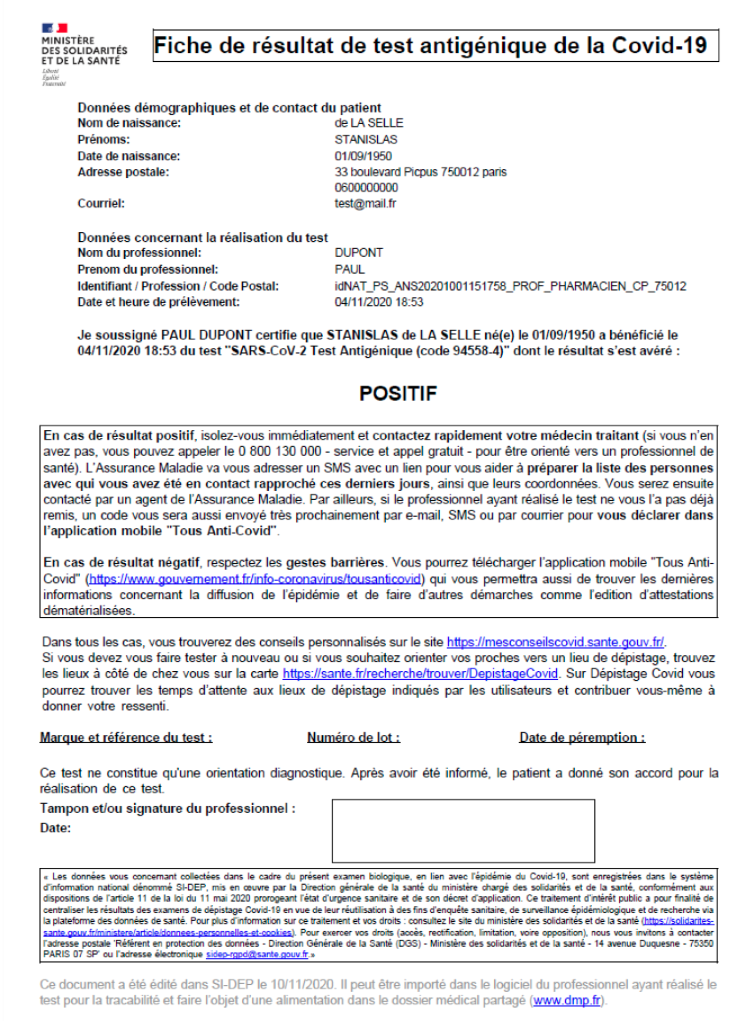 MINISTÈRE
DES SOLIDARITÉS
ET DE LA SANTÉ
Liberté
Égalité
Fraternité
Fiche de résultat de test antigénique de la Covid-19
Données démographiques et de contact du patient
Nom de naissance: de LA SELLE
Prénoms: STANISLAS
Date de naissance: 01/09/1950
Adresse postale: 33 boulevard Picpus 750012 paris
0600000000
Courriel: test@mail.fr
Données concernant la réalisation du test
Nom du professionnel: DUPONT
Prenom du professionnel: PAUL
Identifiant / Profession / Code Postal: idNAT_PS_ANS20201001151758_PROF_PHARMACIEN_CP_75012
Date et heure de prélèvement: 04/11/2020 18:53
Je soussigné PAUL DUPONT certifie que STANISLAS de LA SELLE né(e) le 01/09/1950 a bénéficié le
04/11/2020 18:53 du test "SARS-CoV-2 Test Antigénique (code 94558-4)" dont le résultat s'est avéré :
POSITIF
En cas de résultat positif, isolez-vous immédiatement et contactez rapidement votre médecin traitant (si vous n'en
avez pas, vous pouvez appeler le 0 800 130 000 - service et appel gratuit - pour être orienté vers un professionnel de
santé). L'Assurance Maladie va vous adresser un SMS avec un lien pour vous aider à préparer la liste des personnes
avec qui vous avez été en contact rapproché ces derniers jours, ainsi que leurs coordonnées. Vous serez ensuite
contacté par un agent de l'Assurance Maladie. Par ailleurs, si le professionnel ayant réalisé le test ne vous l'a pas déjà
remis, un code vous sera aussi envoyé très prochainement par e-mail, SMS ou par courrier pour vous déclarer dans
l'application mobile "Tous Anti-Covid".
En cas de résultat négatif, respectez les gestes barrières. Vous pourrez télécharger l'application mobile "Tous Anti-
Covid" (https://www.gouvernement.fr/info-coronavirus/tousanticovid) qui vous permettra aussi de trouver les dernières
informations concernant la diffusion de l'épidémie et de faire d'autres démarches comme l'edition d'attestations
dématérialisées.
Dans tous les cas, vous trouverez des conseils personnalisés sur le site https://mesconseilscovid.sante.gouv.fr/.
Si vous devez vous faire tester à nouveau ou si vous souhaitez orienter vos proches vers un lieu de dépistage, trouvez
les lieux à côté de chez vous sur la carte https://sante.fr/recherche/trouver/DepistageCovid. Sur Dépistage Covid vous
pourrez trouver les temps d'attente aux lieux de dépistage indiqués par les utilisateurs et contribuer vous-même à
donner votre ressenti.
Marque et référence du test : Numéro de lot : Date de péremption :
Ce test ne constitue qu'une orientation diagnostique. Après avoir été informé, le patient a donné son accord pour la
réalisation de ce test.
Tampon et/ou signature du professionnel :
Date:
« Les données vous concernant collectées dans le cadre du présent examen biologique, en lien avec l'épidémie du Covid-19, sont enregistrées dans le système
d'information national dénommé SI-DEP, mis en œuvre par la Direction générale de la santé du ministère chargé des solidarités et de la santé, conformément aux
dispositions de l'article 11 de la loi du 11 mai 2020 prorogeant l'état d'urgence sanitaire et de son décret d'application. Ce traitement d'intérêt public a pour finalité de
centraliser les résultats des examens de dépistage Covid-19 en vue de leur réutilisation à des fins d'enquête sanitaire, de surveillance épidémiologique et de recherche via
la plateforme des données de santé. Pour plus d'information sur ce traitement et vos droits : consultez le site du ministère des solidarités et de la santé (https://solidarites-
sante.gouv.fr/ministere/article/donnees-personnelles-et-cookies). Pour exercer vos droits (accès, rectification, limitation, voire opposition), nous vous invitons à contacter
l'adresse postale 'Référent en protection des données - Direction Générale de la Santé (DGS) - Ministère des solidarités et de la santé - 14 avenue Duquesne - 75350
PARIS 07 SP' ou l'adresse électronique sidep-rgpd@sante.gouv.fr.»
Ce document a été édité dans SI-DEP le 10/11/2020. Il peut être importé dans le logiciel du professionnel ayant réalisé le
test pour la tracabilité et faire l'objet d'une alimentation dans le dossier médical partagé (www.dmp.fr).